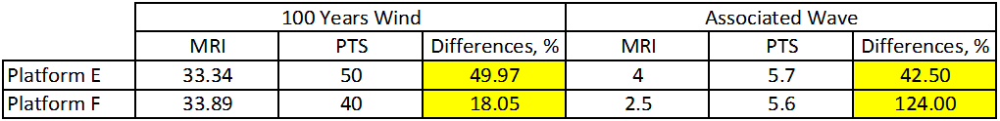 100 Years Wind Associated Wave
MRI PTS Differences, % MRI PTS Differences, %
Platform E 33.34 50 49.97 4 5.7 42.50
Platform F 33.89 40 18.05 2.5 5.6 124.00